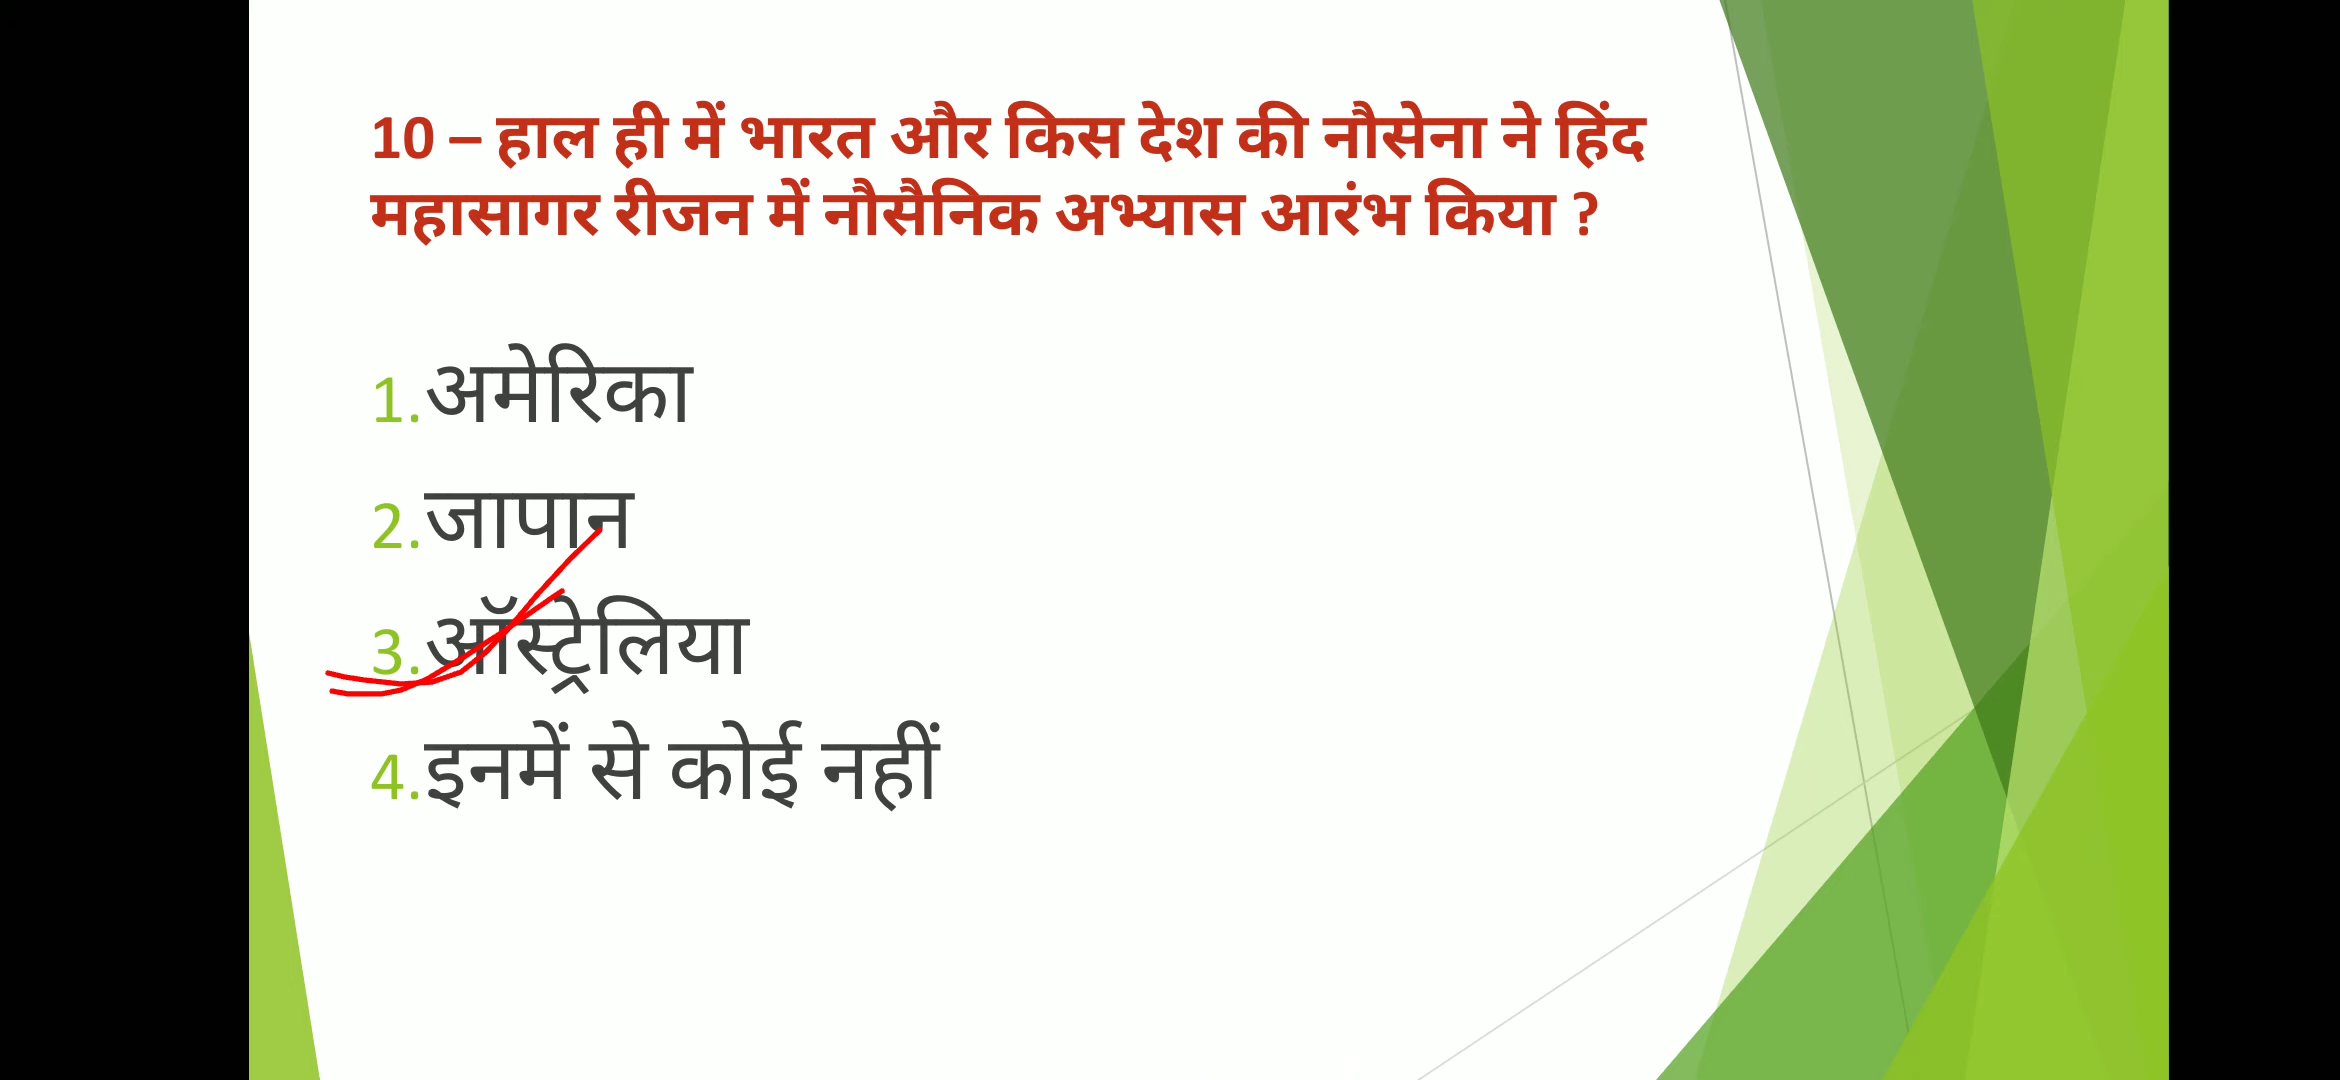 10 – हाल ही में भारत और किस देश की नौसेना ने हिंद
महासागर रीजन में नौसैनिक अभ्यास आरंभ किया ?
1. अमेरिका
2. जापान
3. ऑस्ट्रेलिया
4. इनमें से कोई नहीं